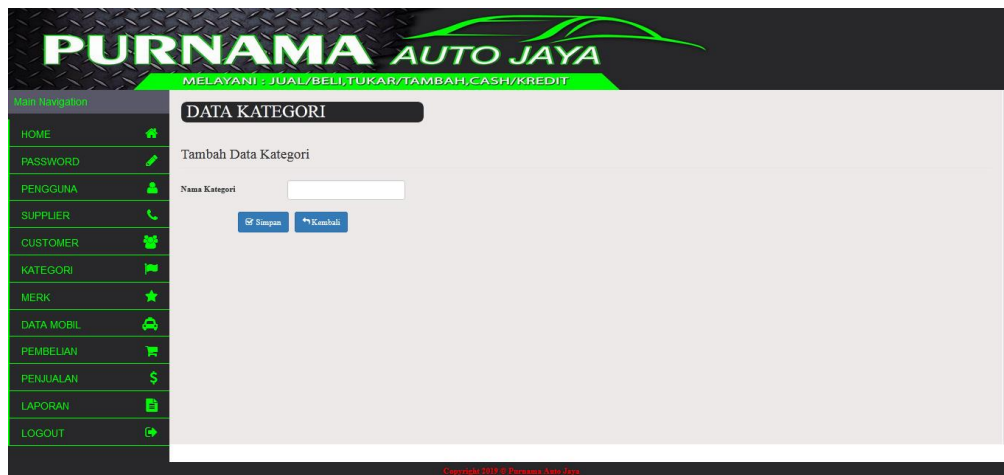 PURNAMA AUTO JAYA
MELAYANI : JUAL/BELI,TUKAR/TAMBAH,CASH/KREDIT
Main Navigation
HOME
PASSWORD
PENGGUNA
SUPPLIER
CUSTOMER
KATEGORI
MERK
DATA MOBIL
PEMBELIAN
PENJUALAN
LAPORAN
LOGOUT
DATA KATEGORI
Tambah Data Kategori
Nama Kategori
Simpan Kembali
Copyright 2019 © Purnama Auto Jaya